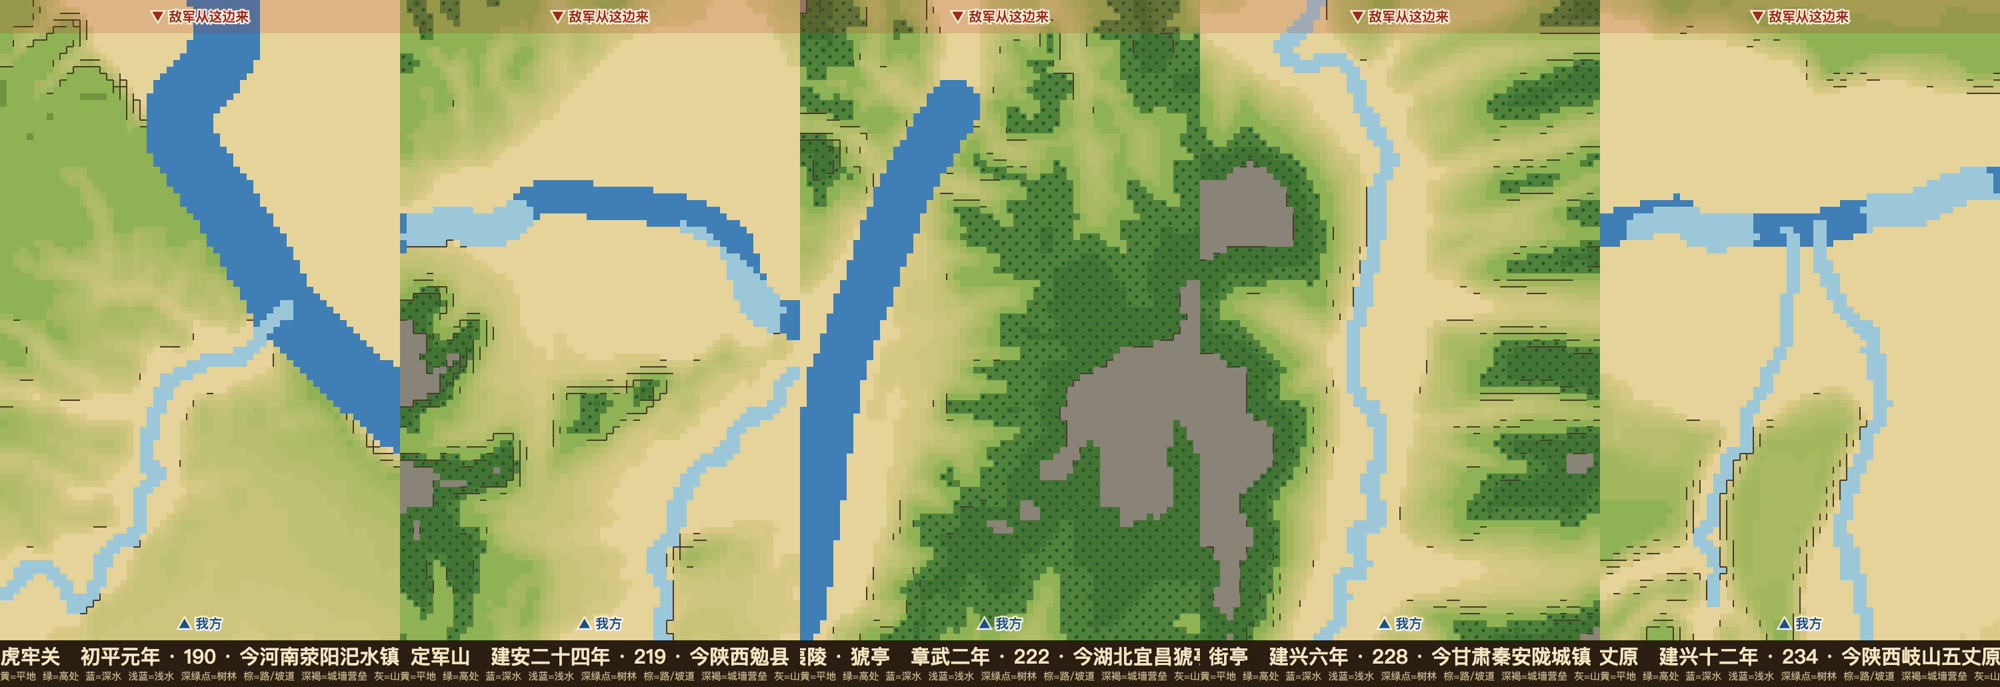 ▼ 敌军从这边来
▲ 我方
虎牢关 初平元年 · 190 · 今河南荥阳汜水镇
黄=平地 绿=高处 蓝=深水 浅蓝=浅水 深绿点=树林 棕=路/坡道 深褐=城墙营垒 灰=山
▼ 敌军从这边来
▲ 我方
定军山 建安二十四年 · 219 · 今陕西勉县
黄=平地 绿=高处 蓝=深水 浅蓝=浅水 深绿点=树林 棕=路/坡道 深褐=城墙营垒 灰=山
▼ 敌军从这边来
▲ 我方
夷陵 · 猇亭 章武二年 · 222 · 今湖北宜昌猇亭
黄=平地 绿=高处 蓝=深水 浅蓝=浅水 深绿点=树林 棕=路/坡道 深褐=城墙营垒 灰=山
▼ 敌军从这边来
▲ 我方
街亭 建兴六年 · 228 · 今甘肃秦安陇城镇
黄=平地 绿=高处 蓝=深水 浅蓝=浅水 深绿点=树林 棕=路/坡道 深褐=城墙营垒 灰=山
▼ 敌军从这边来
▲ 我方
丈原 建兴十二年 · 234 · 今陕西岐山五丈原
黄=平地 绿=高处 蓝=深水 浅蓝=浅水 深绿点=树林 棕=路/坡道 深褐=城墙营垒 灰=山